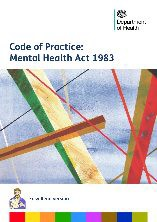 Department
of Health
Code of Practice:
Mental Health Act 1983